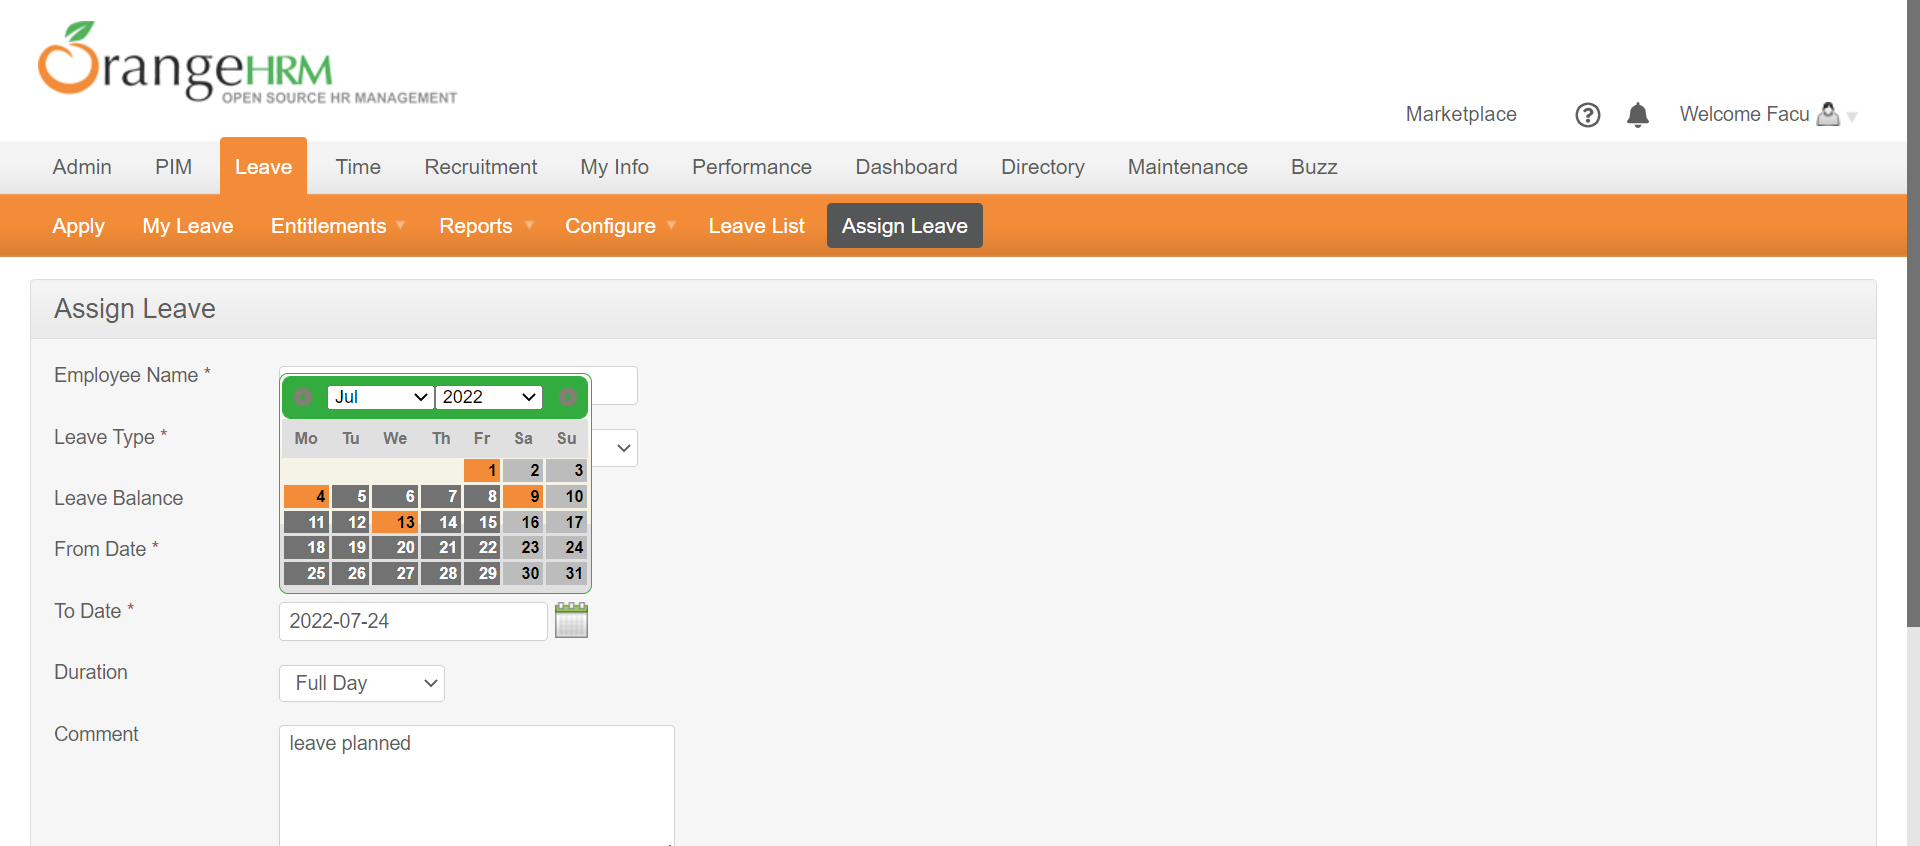 OrangeHRM
OPEN SOURCE HR MANAGEMENT
Marketplace ? Welcome Facu
Admin PIM Leave Time Recruitment My Info Performance Dashboard Directory Maintenance Buzz
Apply My Leave Entitlements Reports Configure Leave List Assign Leave
Assign Leave
Employee Name *
Jul 2022
Leave Type *
Mo Tu We Th Fr Sa Su
1 2 3
Leave Balance
4 5 6 7 8 9 10
11 12 13 14 15 16 17
From Date *
18 19 20 21 22 23 24
25 26 27 28 29 30 31
To Date *
2022-07-24
Duration
Full Day
Comment
leave planned